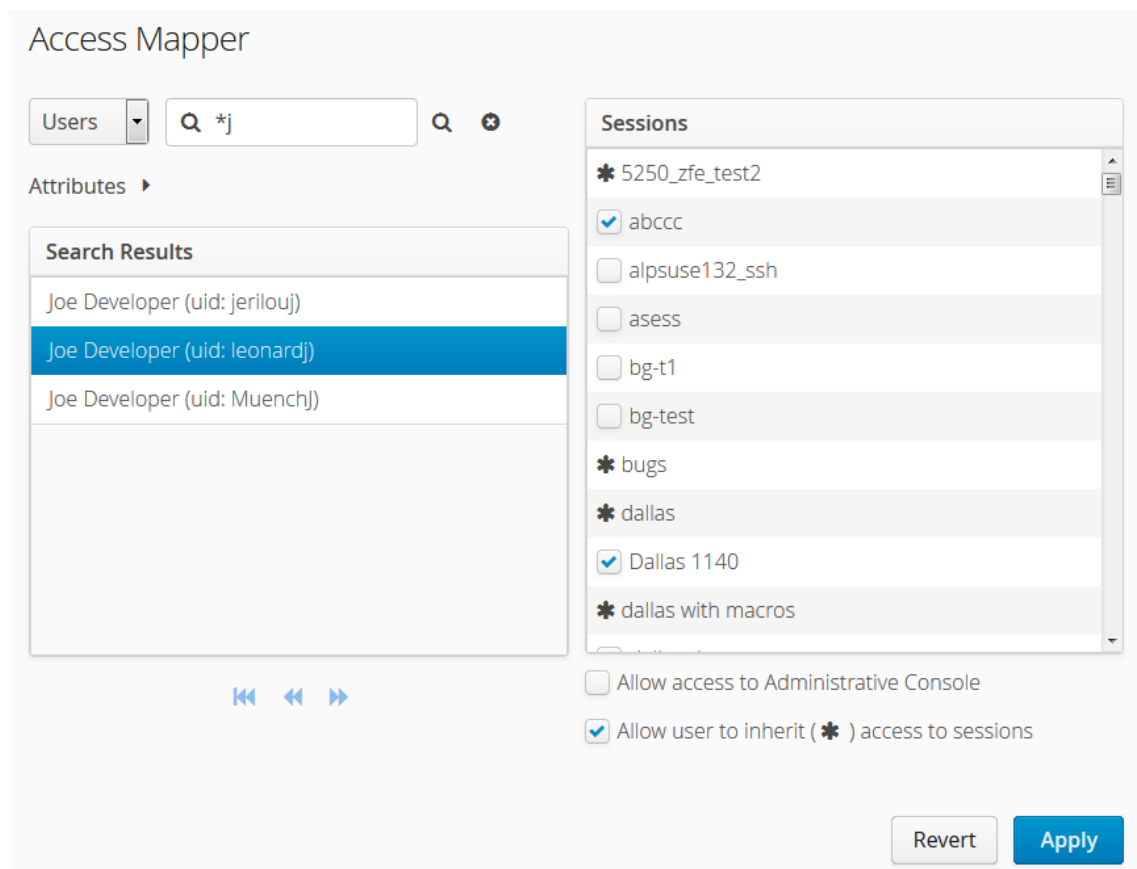 Access Mapper
Users
*j
Attributes
Search Results
Joe Developer (uid: jerilouj)
Joe Developer (uid: leonardj)
Joe Developer (uid: MuenchJ)
Sessions
✱ 5250_zfe_test2
abccc
alpsuse132_ssh
asess
bg-t1
bg-test
✱ bugs
✱ dallas
Dallas 1140
✱ dallas with macros
Allow access to Administrative Console
Allow user to inherit ( ✱ ) access to sessions
Revert
Apply